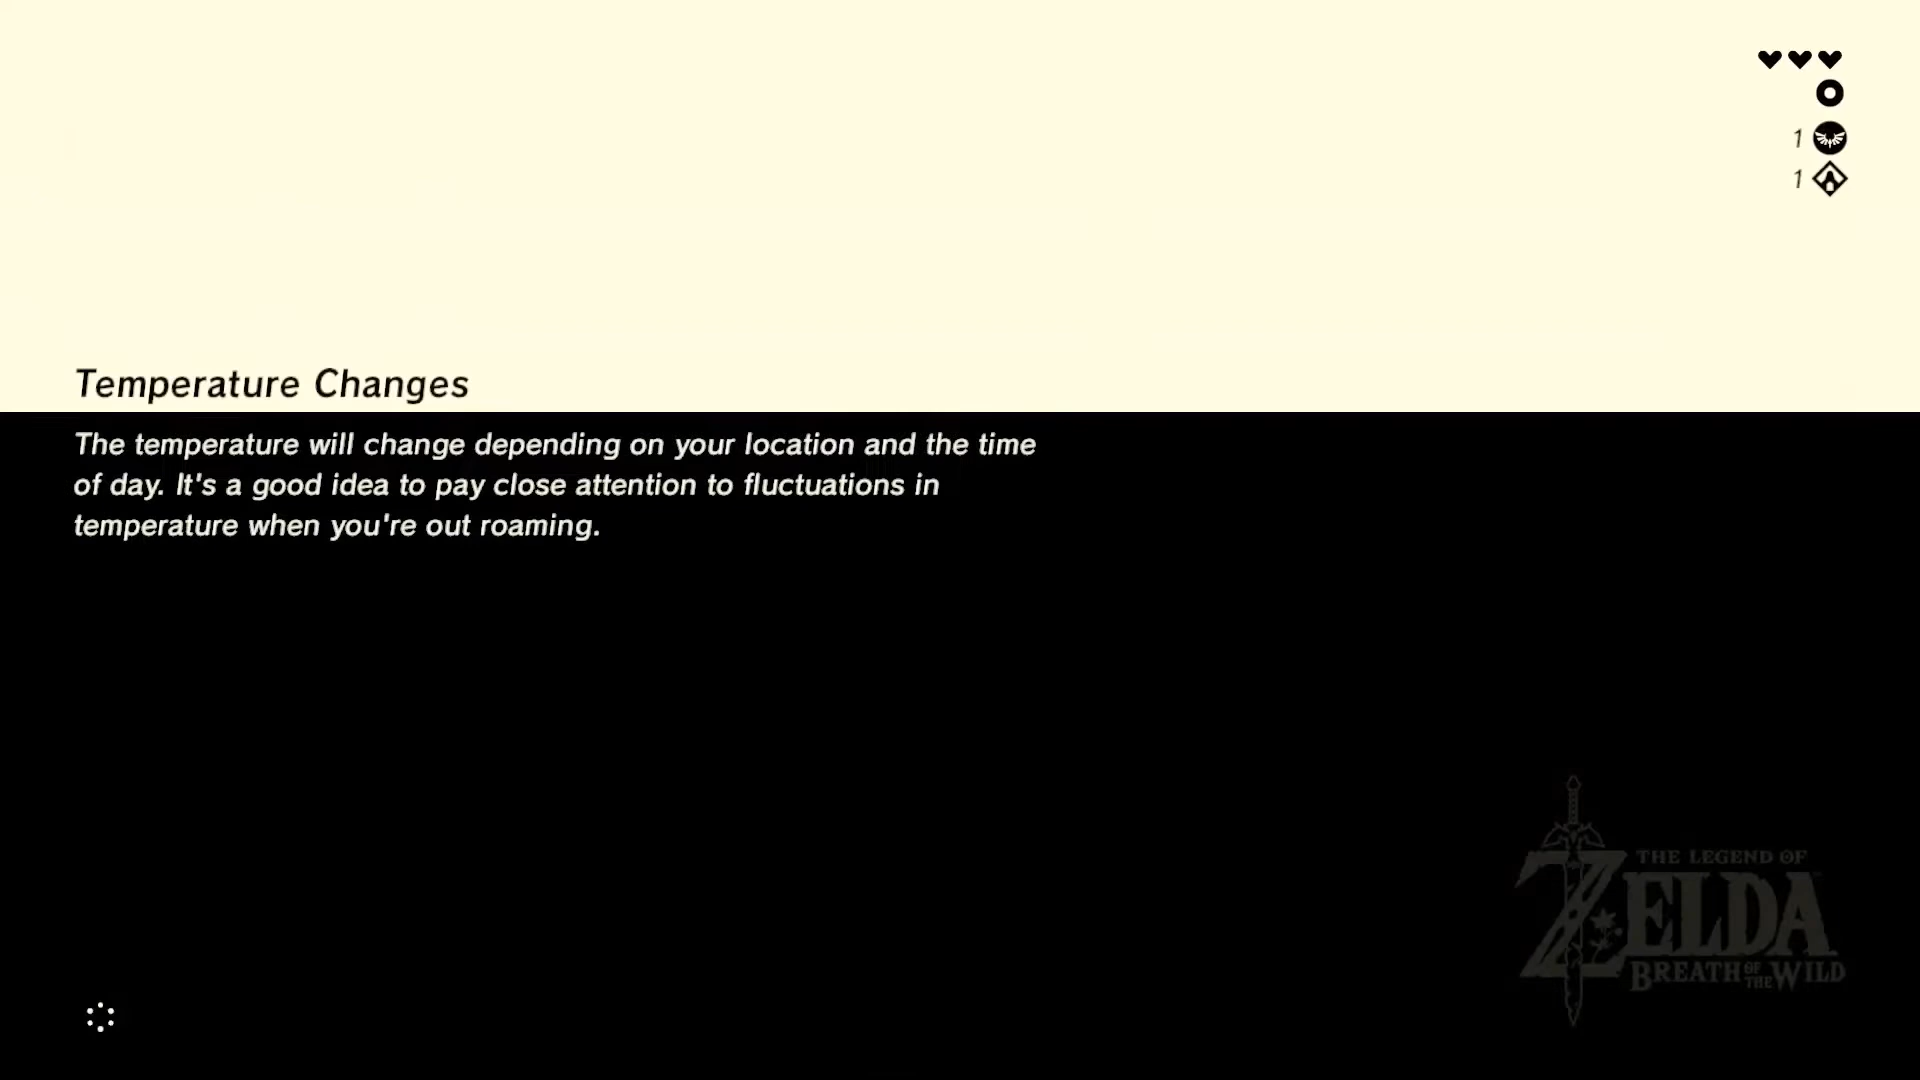 1
1
Temperature Changes
The temperature will change depending on your location and the time
of day. It's a good idea to pay close attention to fluctuations in
temperature when you're out roaming.
THE LEGEND OF
ZELDA
BREATH OF THE WILD